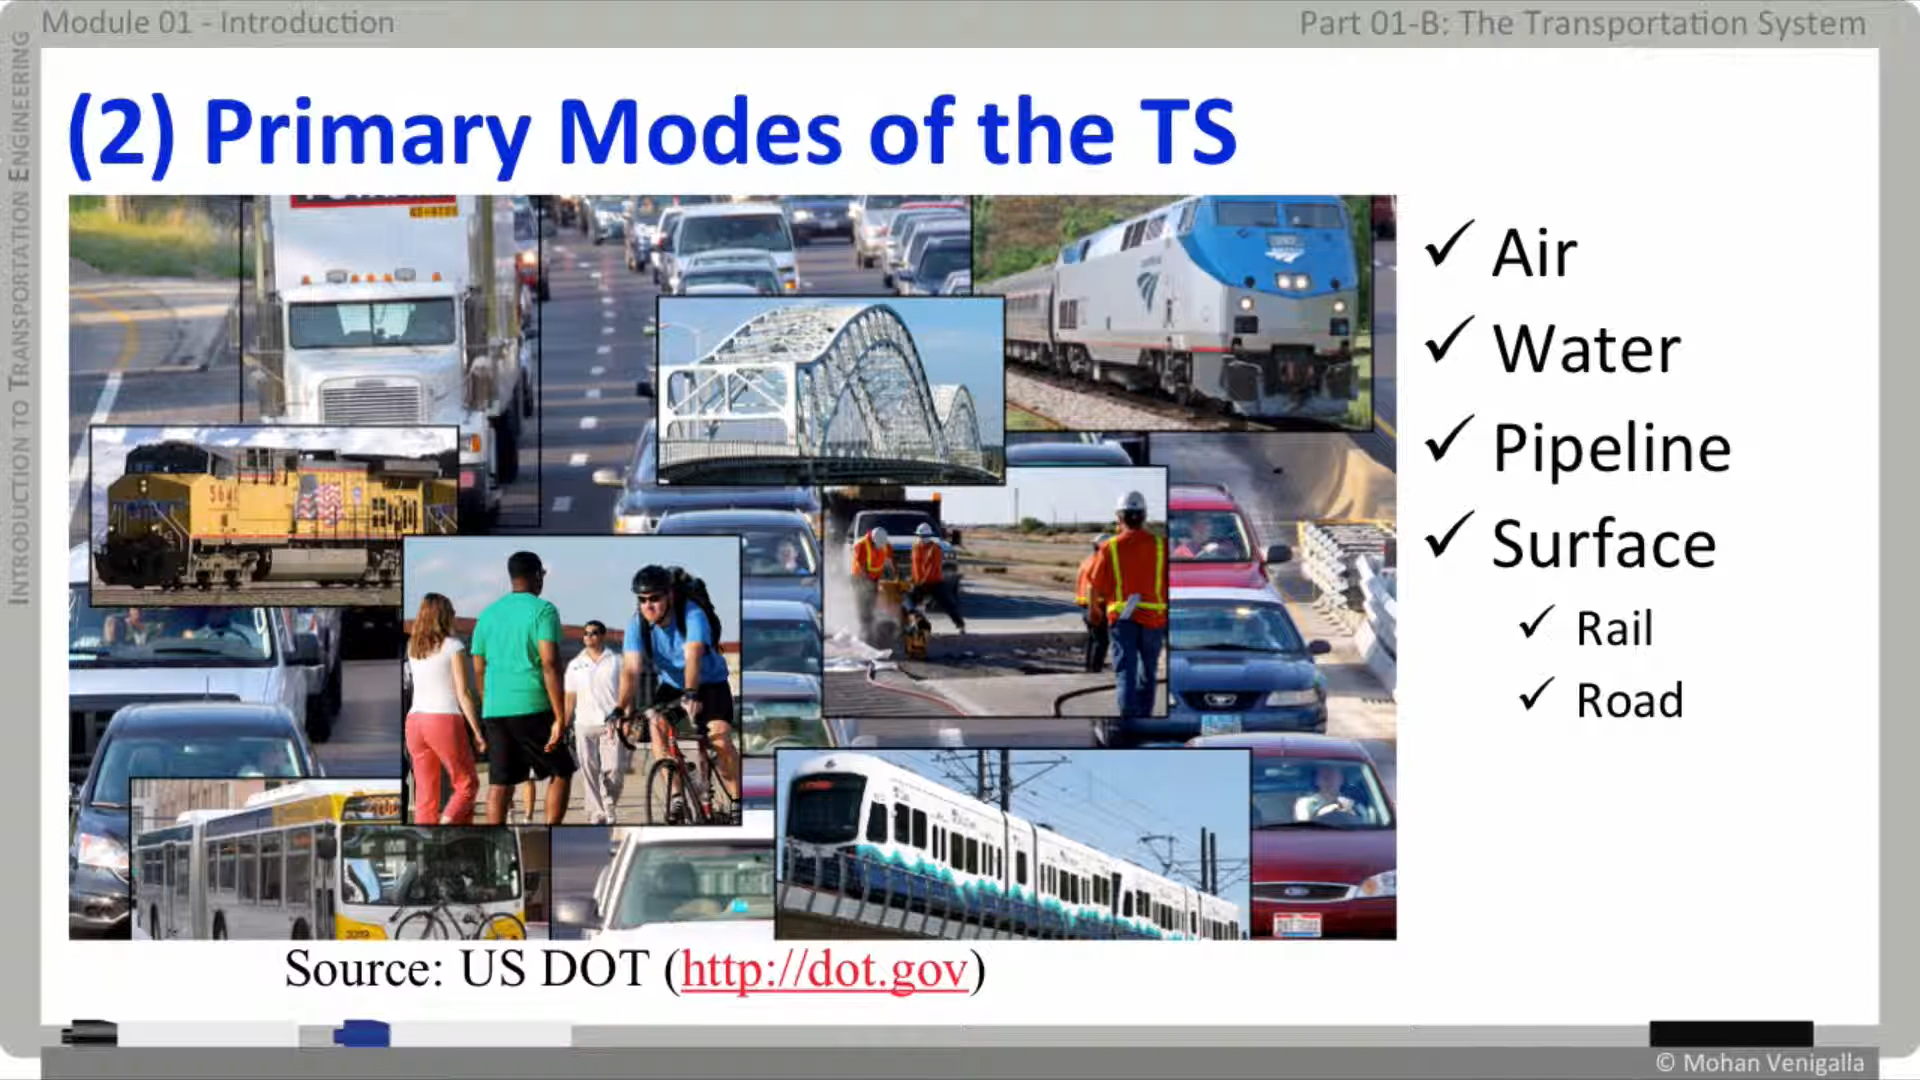 Module 01 - Introduction
Part 01-B: The Transportation System
INTRODUCTION TO TRANSPORTATION ENGINEERING
(2) Primary Modes of the TS
✓ Air
✓ Water
✓ Pipeline
✓ Surface
✓ Rail
✓ Road
Source: US DOT (http://dot.gov)
© Mohan Venigalla